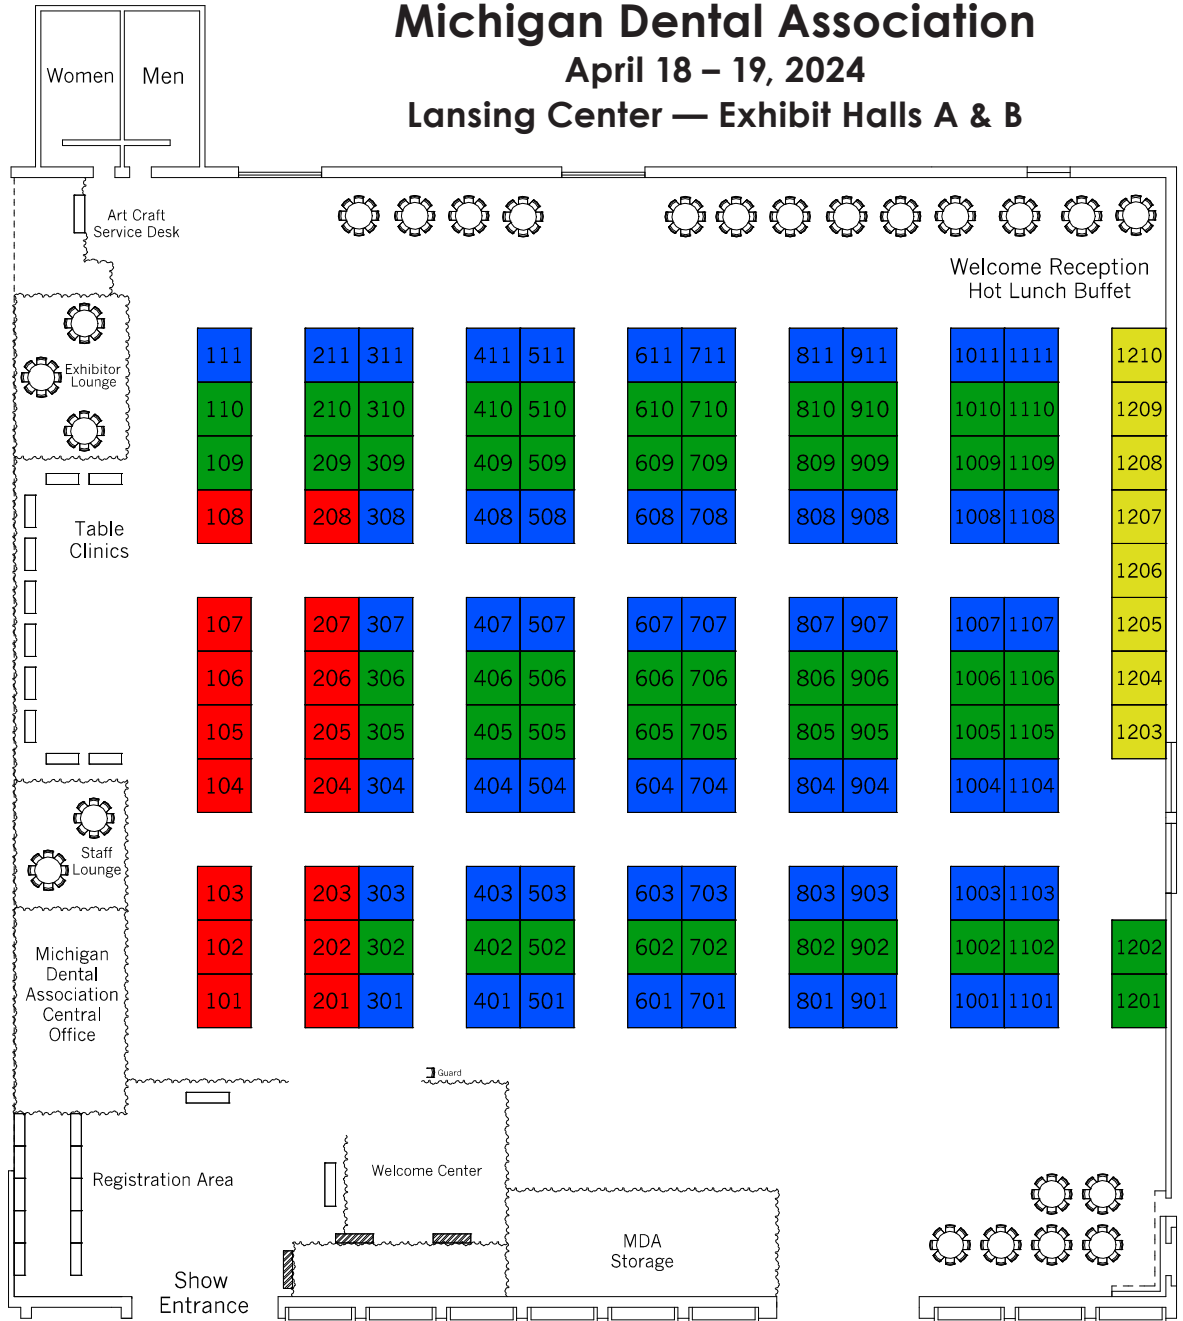 Michigan Dental Association
April 18 – 19, 2024
Lansing Center — Exhibit Halls A & B
Women Men
Art Craft
Service Desk
Welcome Reception
Hot Lunch Buffet
Exhibitor
Lounge
111 211 311 411 511 611 711 811 911 1011 1111 1210
110 210 310 410 510 610 710 810 910 1010 1110 1209
109 209 309 409 509 609 709 809 909 1009 1109 1208
108 208 308 408 508 608 708 808 908 1008 1108 1207
Table
Clinics
1206
107 207 307 407 507 607 707 807 907 1007 1107 1205
106 206 306 406 506 606 706 806 906 1006 1106 1204
105 205 305 405 505 605 705 805 905 1005 1105 1203
104 204 304 404 504 604 704 804 904 1004 1104
Staff
Lounge
103 203 303 403 503 603 703 803 903 1003 1103
102 202 302 402 502 602 702 802 902 1002 1102 1202
101 201 301 401 501 601 701 801 901 1001 1101 1201
Michigan
Dental
Association
Central
Office
Guard
Welcome Center
Registration Area
MDA
Storage
Show
Entrance